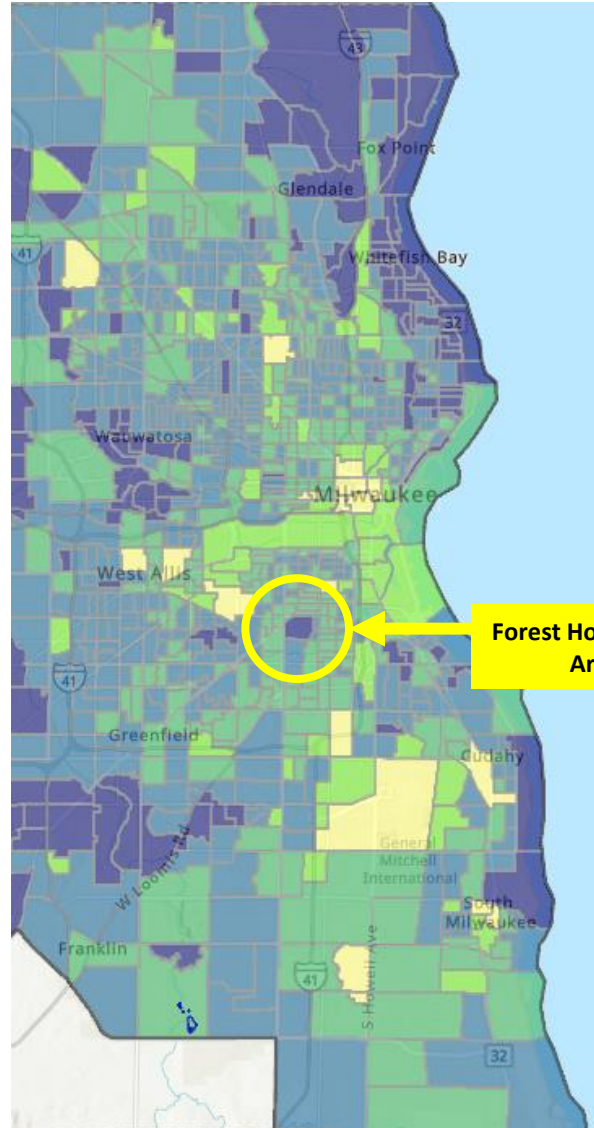 43
Fox Point
Glendale
41
Whitefish Bay
32
Wauwatosa
Milwaukee
West Allis
Forest Ho
Ar
41
Greenfield
Cudahy
General
Mitchell
International
W Loomis Rd
South
Milwaukee
Franklin
S Howell Ave
41
32